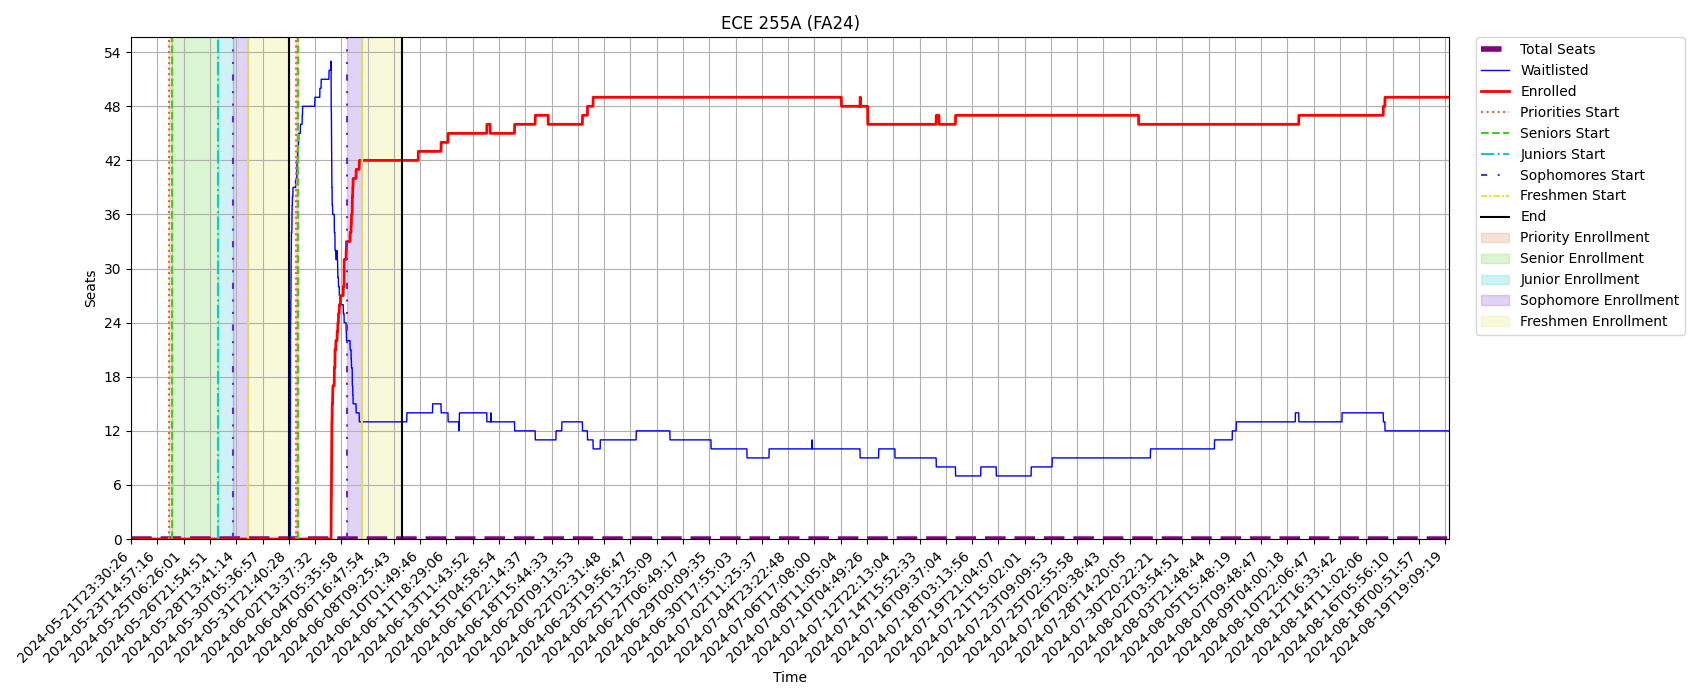 ECE 255A (FA24)
54
48
42
36
30
24
18
12
6
0
Seats
2024-05-21T23:30:26
2024-05-23T14:57:16
2024-05-25T06:26:01
2024-05-26T21:54:51
2024-05-28T13:41:14
2024-05-30T05:36:57
2024-05-31T21:40:28
2024-06-02T13:37:32
2024-06-04T05:35:58
2024-06-06T16:47:54
2024-06-08T09:25:43
2024-06-10T01:49:46
2024-06-11T18:29:06
2024-06-13T11:43:52
2024-06-15T04:58:54
2024-06-16T22:14:37
2024-06-18T15:44:33
2024-06-20T09:13:53
2024-06-22T02:31:48
2024-06-23T19:56:47
2024-06-25T13:25:09
2024-06-27T06:49:17
2024-06-29T00:09:35
2024-06-30T17:55:03
2024-07-02T11:25:37
2024-07-04T23:22:48
2024-07-06T17:08:00
2024-07-08T11:05:04
2024-07-10T04:49:26
2024-07-12T22:13:04
2024-07-14T15:52:33
2024-07-16T09:37:04
2024-07-18T03:13:56
2024-07-19T21:04:07
2024-07-21T15:02:01
2024-07-23T09:09:53
2024-07-25T02:55:58
2024-07-26T20:38:43
2024-07-28T14:20:05
2024-07-30T20:22:21
2024-08-02T03:54:51
2024-08-03T21:48:44
2024-08-05T15:48:19
2024-08-07T09:48:47
2024-08-09T04:00:18
2024-08-10T22:06:47
2024-08-12T16:33:42
2024-08-14T11:02:06
2024-08-16T05:56:10
2024-08-18T00:51:57
2024-08-19T19:09:19
Time
Total Seats
Waitlisted
Enrolled
Priorities Start
Seniors Start
Juniors Start
Sophomores Start
Freshmen Start
End
Priority Enrollment
Senior Enrollment
Junior Enrollment
Sophomore Enrollment
Freshmen Enrollment